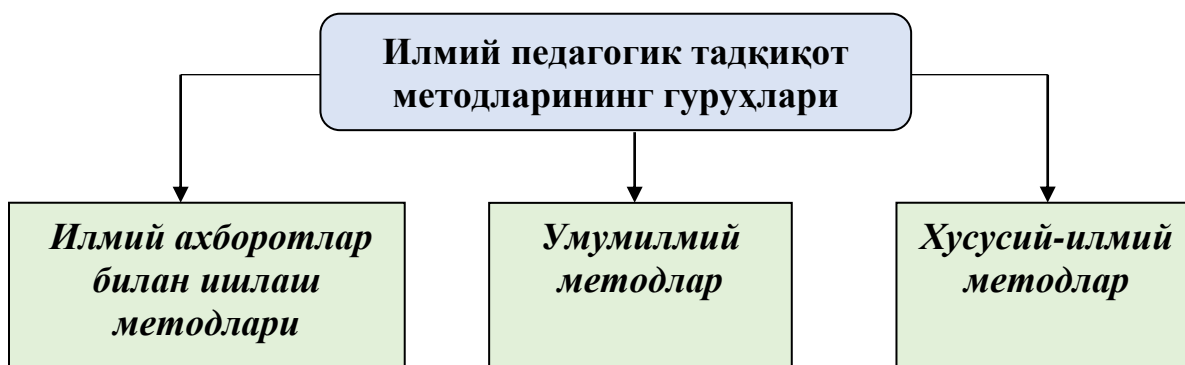 Илмий педагогик тадқиқот
методларининг гуруҳлари
Илмий ахборотлар
билан ишлаш
методлари
Умумилмий
методлар
Хусусий-илмий
методлар